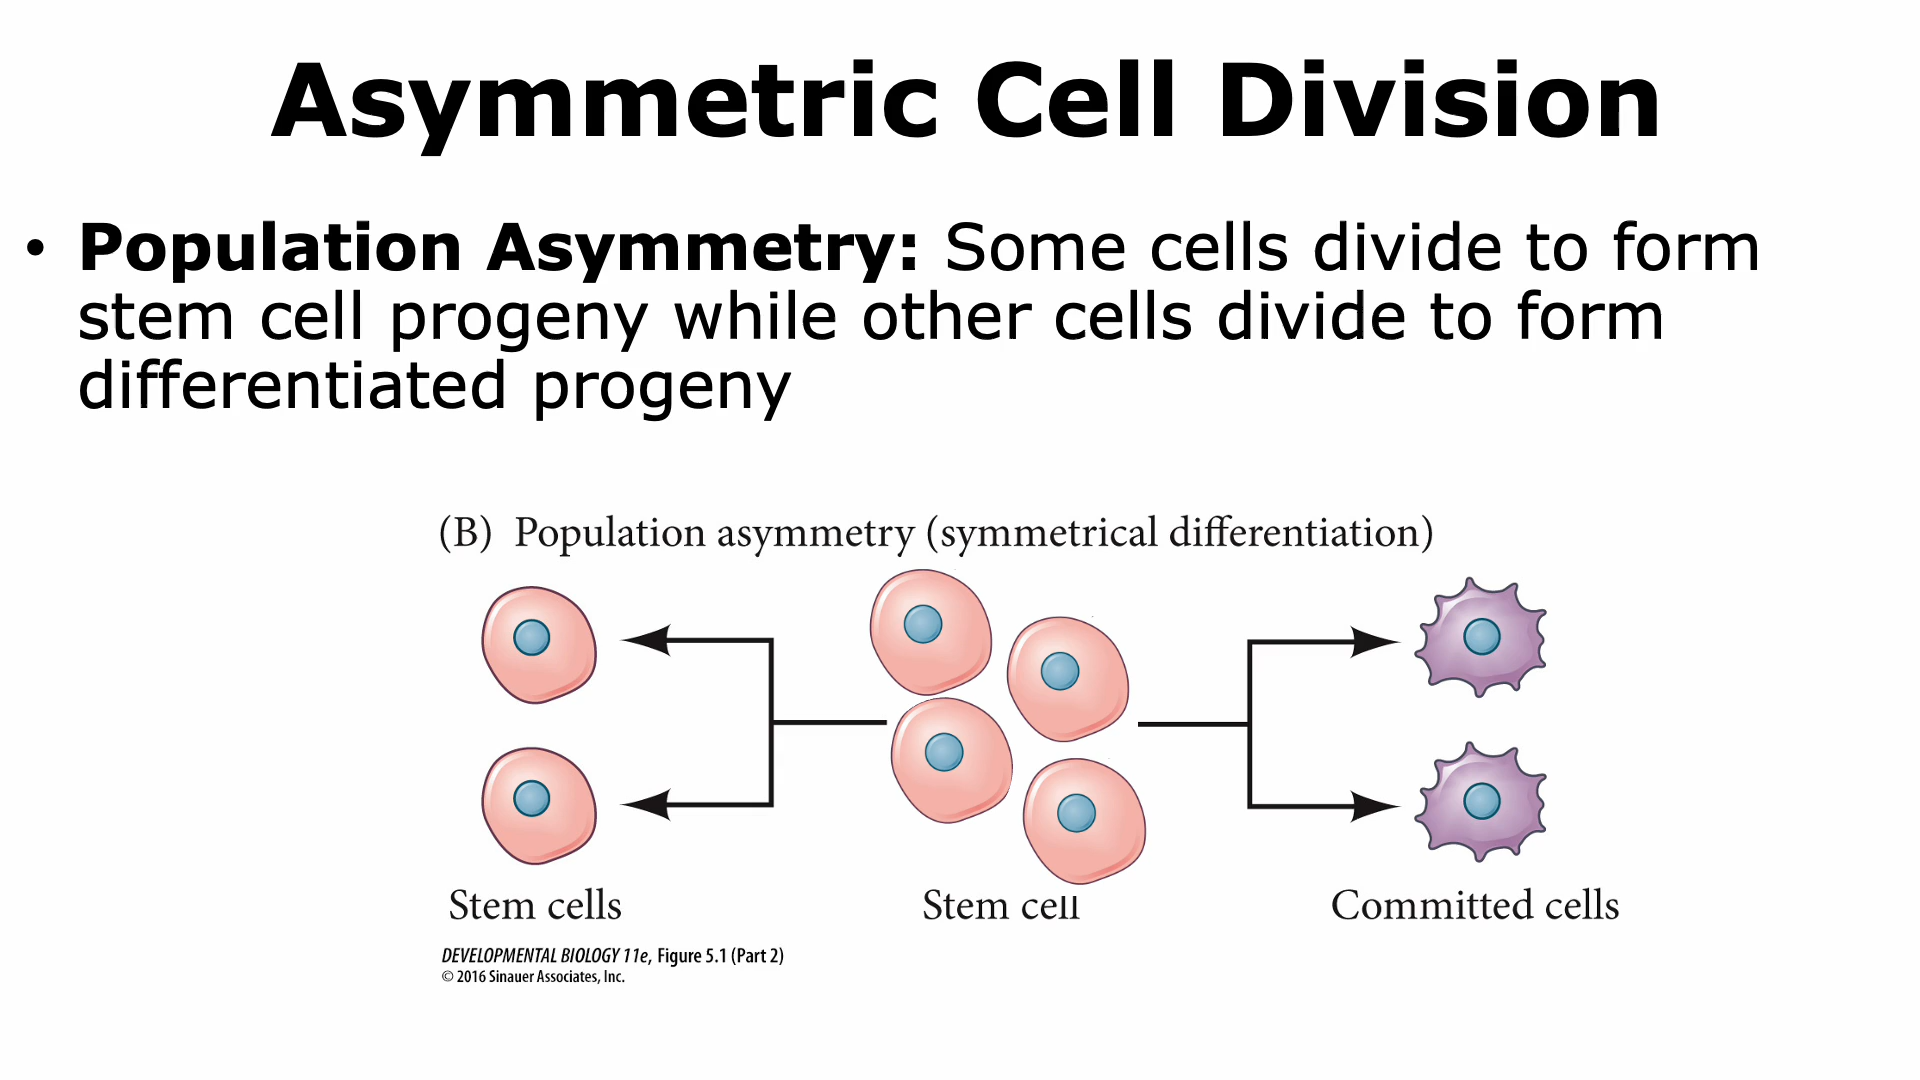 Asymmetric Cell Division
• Population Asymmetry: Some cells divide to form
stem cell progeny while other cells divide to form
differentiated progeny
(B) Population asymmetry (symmetrical differentiation)
Stem cells
Stem cell
Committed cells
DEVELOPMENTAL BIOLOGY 11e, Figure 5.1 (Part 2)
© 2016 Sinauer Associates, Inc.